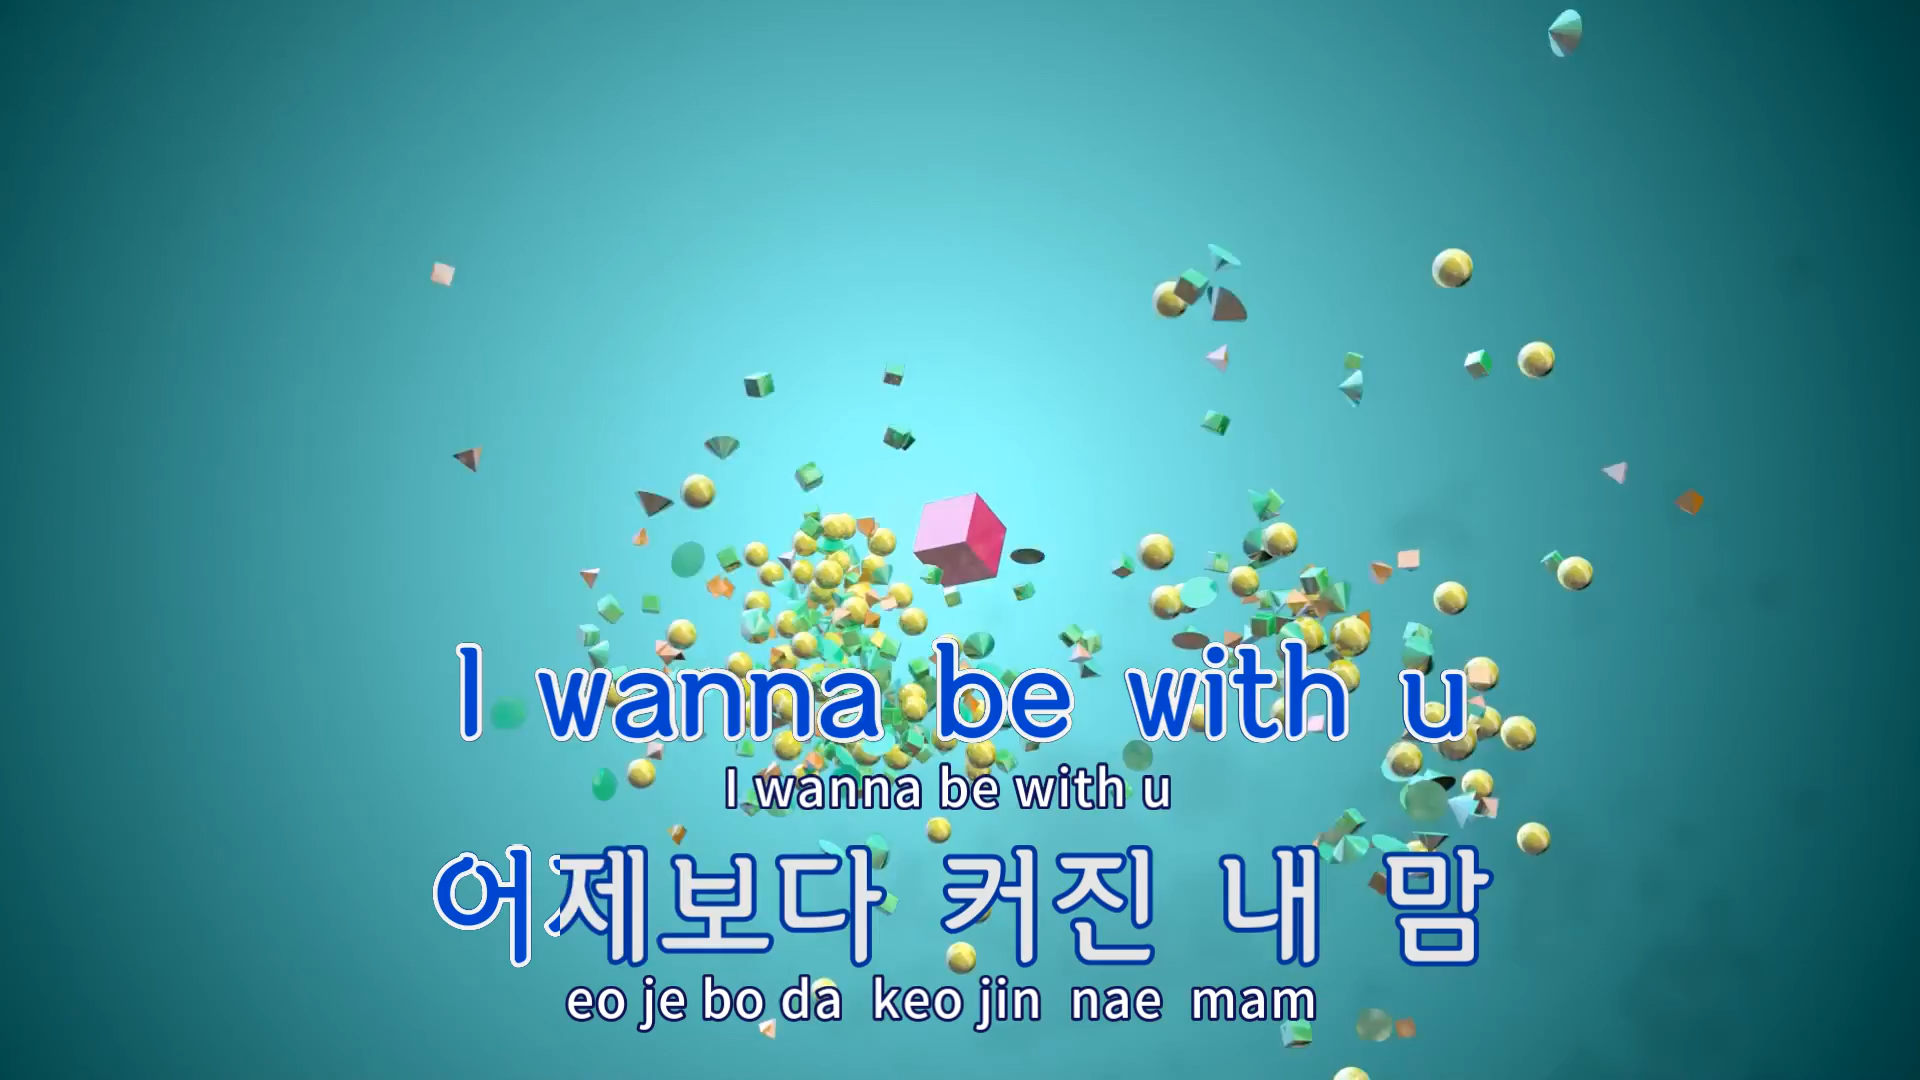 I wanna be with u
I wanna be with u
어제보다 커진 내 맘
eo je bo da keo jin nae mam